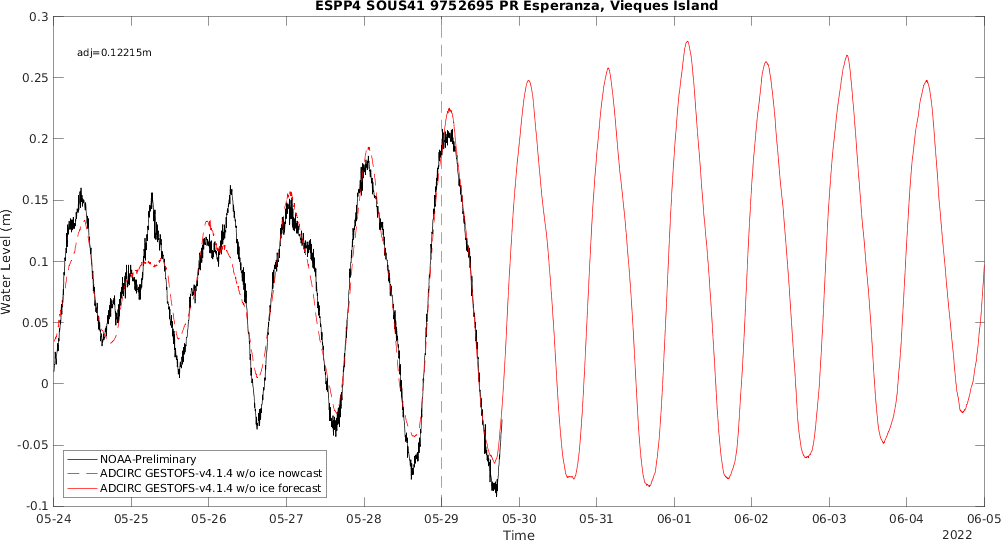 ESPP4 SOUS41 9752695 PR Esperanza, Vieques Island
adj=0.12215m
0.3
0.25
0.2
0.15
0.1
0.05
0
-0.05
-0.1
Water Level (m)
NOAA-Preliminary
ADCIRC GESTOFS-v4.1.4 w/o ice nowcast
ADCIRC GESTOFS-v4.1.4 w/o ice forecast
05-24 05-25 05-26 05-27 05-28 05-29 05-30 05-31 06-01 06-02 06-03 06-04 06-05
Time
2022